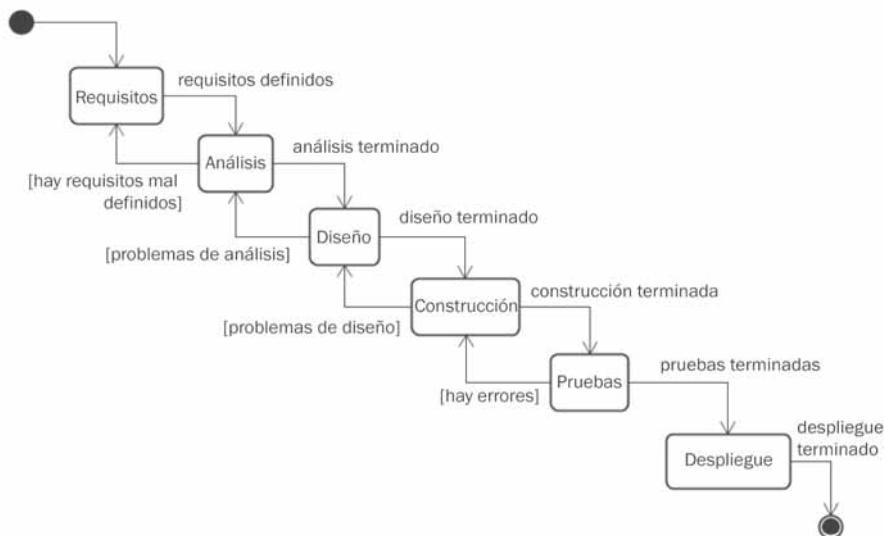 requisitos definidos
Requisitos
análisis terminado
Análisis
[hay requisitos mal
definidos]
diseño terminado
Diseño
[problemas de análisis]
construcción terminada
Construcción
[problemas de diseño]
pruebas terminadas
Pruebas
[hay errores]
despliegue
terminado
Despliegue